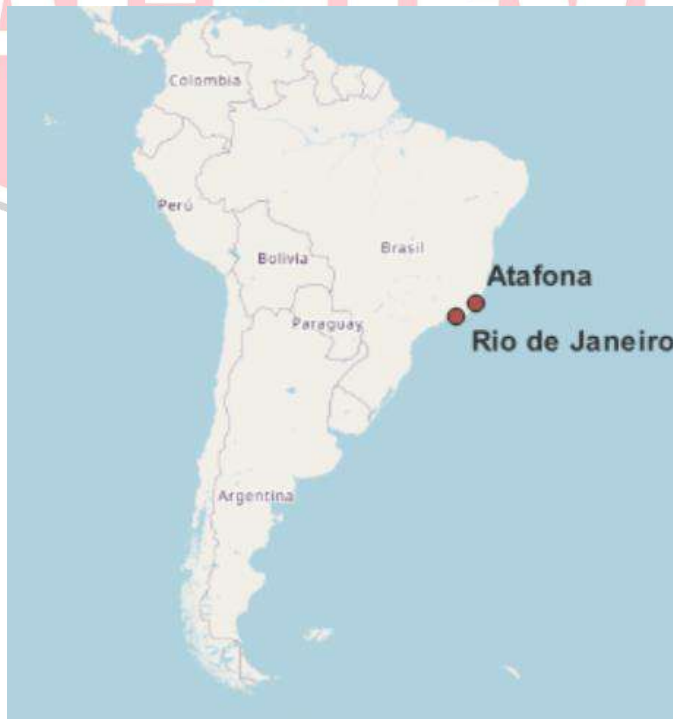 Colombia
Perú
Brasil
Bolivia
Atafona
Paraguay
Rio de Janeiro
Argentina